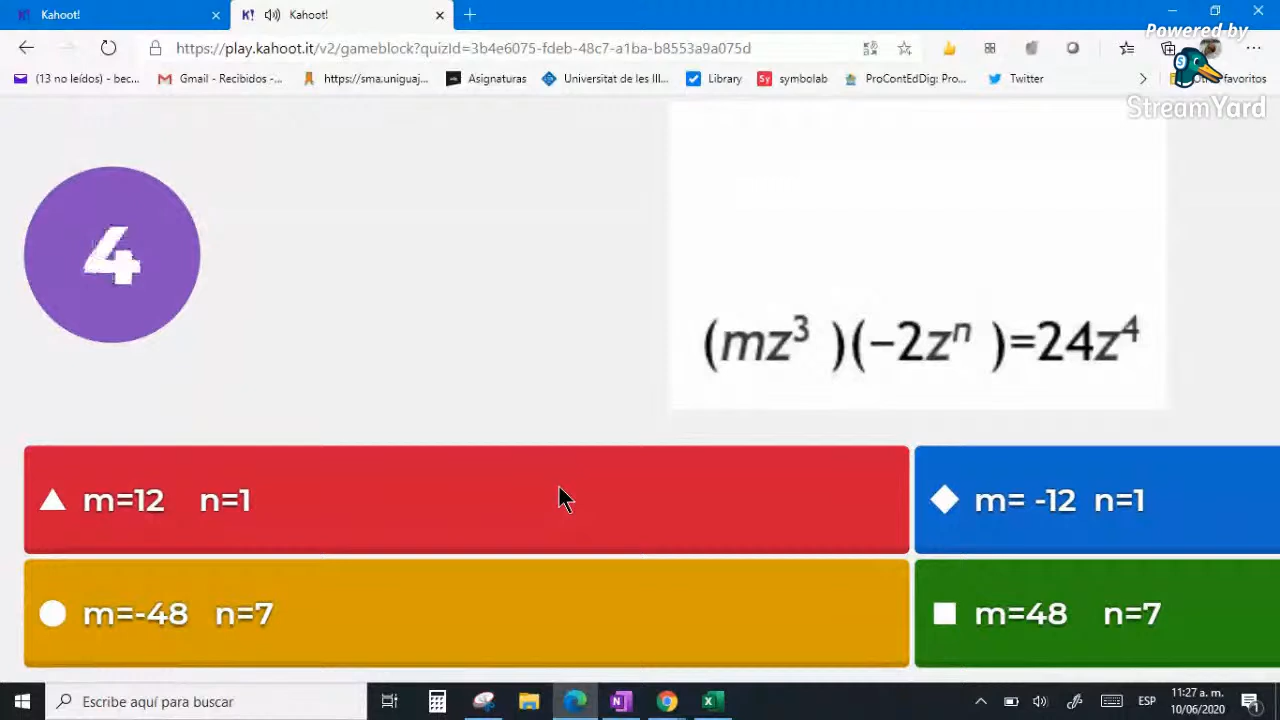 Kahoot!
K! Kahoot!
Powered by
https://play.kahoot.it/v2/gameblock?quizId=3b4e6075-fdeb-48c7-a1ba-b8553a9a075d
(13 no leídos) - bec...
Gmail - Recibidos -...
https://sma.uniguaj...
Asignaturas
Universitat de les Ill...
Library
Sy symbolab
ProContEdDig: Pro...
Twitter
favoritos
StreamYard
4
(mz³ )(−2zⁿ )=24z⁴
m=12 n=1
m= -12 n=1
m=-48 n=7
m=48 n=7
Escribe aquí para buscar
ESP
11:27 a. m.
10/06/2020